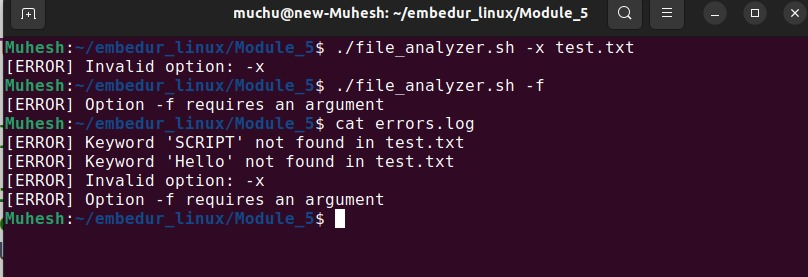 muchu@new-Muhesh: ~/embedur_linux/Module_5
Muhesh:~/embedur_linux/Module_5$ ./file_analyzer.sh -x test.txt
[ERROR] Invalid option: -x
Muhesh:~/embedur_linux/Module_5$ ./file_analyzer.sh -f
[ERROR] Option -f requires an argument
Muhesh:~/embedur_linux/Module_5$ cat errors.log
[ERROR] Keyword 'SCRIPT' not found in test.txt
[ERROR] Keyword 'Hello' not found in test.txt
[ERROR] Invalid option: -x
[ERROR] Option -f requires an argument
Muhesh:~/embedur_linux/Module_5$